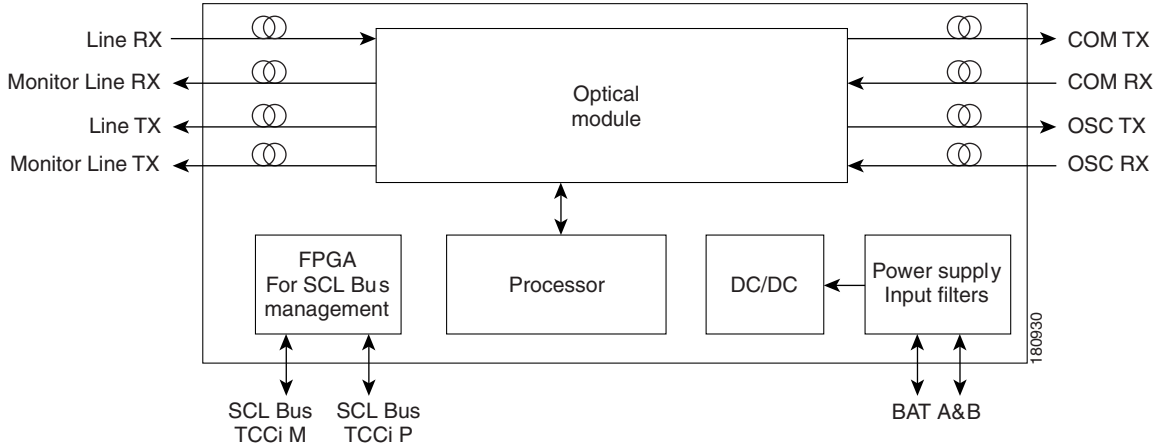 Line RX
Monitor Line RX
Line TX
Monitor Line TX
Optical
module
COM TX
COM RX
OSC TX
OSC RX
FPGA
For SCL Bus
management
Processor
DC/DC
Power supply
Input filters
180930
SCL Bus
TCCi M
SCL Bus
TCCi P
BAT A&B